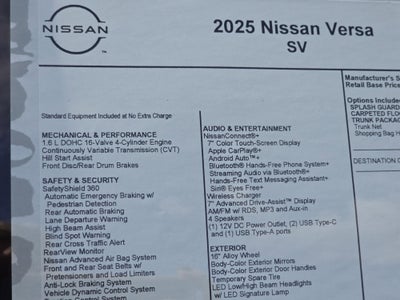 NISSAN
2025 Nissan Versa
SV
Standard Equipment Included at No Extra Charge
MECHANICAL & PERFORMANCE
1.6 L DOHC 16-Valve 4-Cylinder Engine
Continuously Variable Transmission (CVT)
Hill Start Assist
Front Disc/Rear Drum Brakes
SAFETY & SECURITY
SafetyShield 360
Automatic Emergency Braking w/
Pedestrian Detection
Rear Automatic Braking
Lane Departure Warning
High Beam Assist
Blind Spot Warning
Rear Cross Traffic Alert
RearView Monitor
Nissan Advanced Air Bag System
Front and Rear Seat Belts w/
Pretensioners and Load Limiters
Anti-Lock Braking System
Vehicle Dynamic Control System
AUDIO & ENTERTAINMENT
NissanConnect®+
7" Color Touch-Screen Display
Apple CarPlay®+
Android Auto™+
Bluetooth® Hands-Free Phone System+
Streaming Audio via Bluetooth®+
Hands-Free Text Messaging Assistant+
Siri® Eyes Free+
Wireless Charger
7" Advanced Drive-Assist™ Display
AM/FM w/ RDS, MP3 and Aux-in
4 Speakers
(1) 12V DC Power Outlet, (2) USB Type-C
and (1) USB Type-A ports
EXTERIOR
16" Alloy Wheel
Body-Color Exterior Mirrors
Body-Color Exterior Door Handles
Temporary Spare Tire
LED Low/High Beam Headlights
w/ LED Signature Lamp
Manufacturer's S
Retail Base Price
Options Include
SPLASH GUARD
CARPETED FLO
TRUNK PACKA
Trunk Net
Shopping Bag H
DESTINATION C